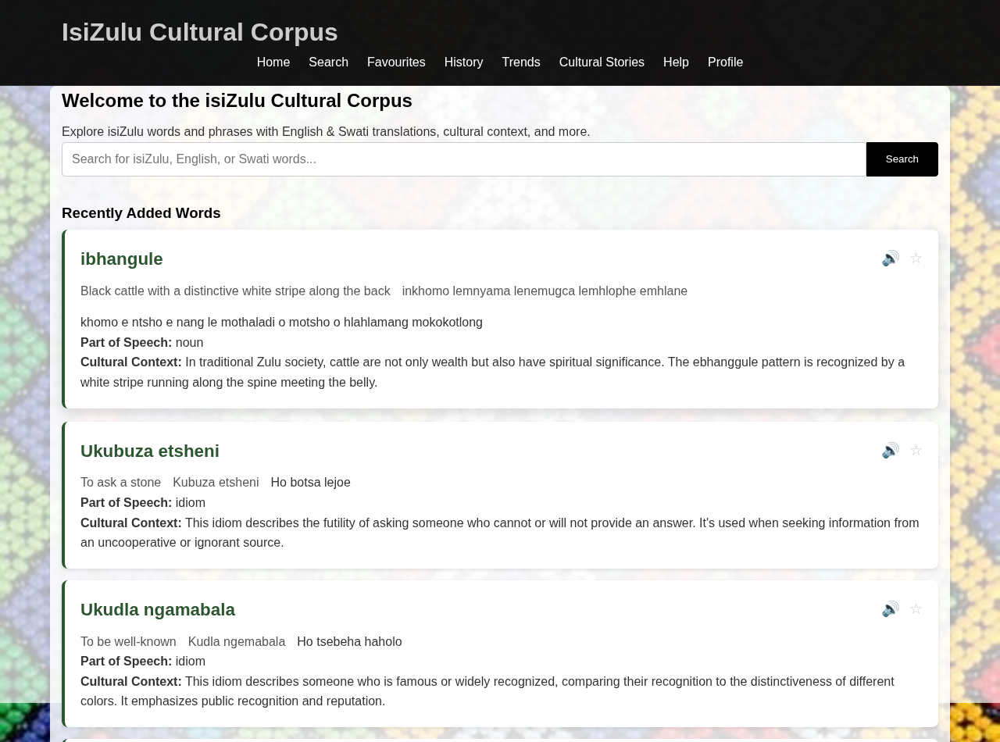 IsiZulu Cultural Corpus
Home Search Favourites History Trends Cultural Stories Help Profile
Welcome to the isiZulu Cultural Corpus
Explore isiZulu words and phrases with English & Swati translations, cultural context, and more.
Search for isiZulu, English, or Swati words...
Search
Recently Added Words
ibhangule
Black cattle with a distinctive white stripe along the back inkhomo lemnyama lenemugca lemhlophe emhlane
khomo e ntsho e nang le mothaladi o motsho o hlahlamang mokokotlong
Part of Speech: noun
Cultural Context: In traditional Zulu society, cattle are not only wealth but also have spiritual significance. The ebhanggule pattern is recognized by a
white stripe running along the spine meeting the belly.
Ukubuza etsheni
To ask a stone Kubuza etsheni Ho botsa lejoe
Part of Speech: idiom
Cultural Context: This idiom describes the futility of asking someone who cannot or will not provide an answer. It's used when seeking information from
an uncooperative or ignorant source.
Ukudla ngamabala
To be well-known Kudla ngemabala Ho tsebeha haholo
Part of Speech: idiom
Cultural Context: This idiom describes someone who is famous or widely recognized, comparing their recognition to the distinctiveness of different
colors. It emphasizes public recognition and reputation.